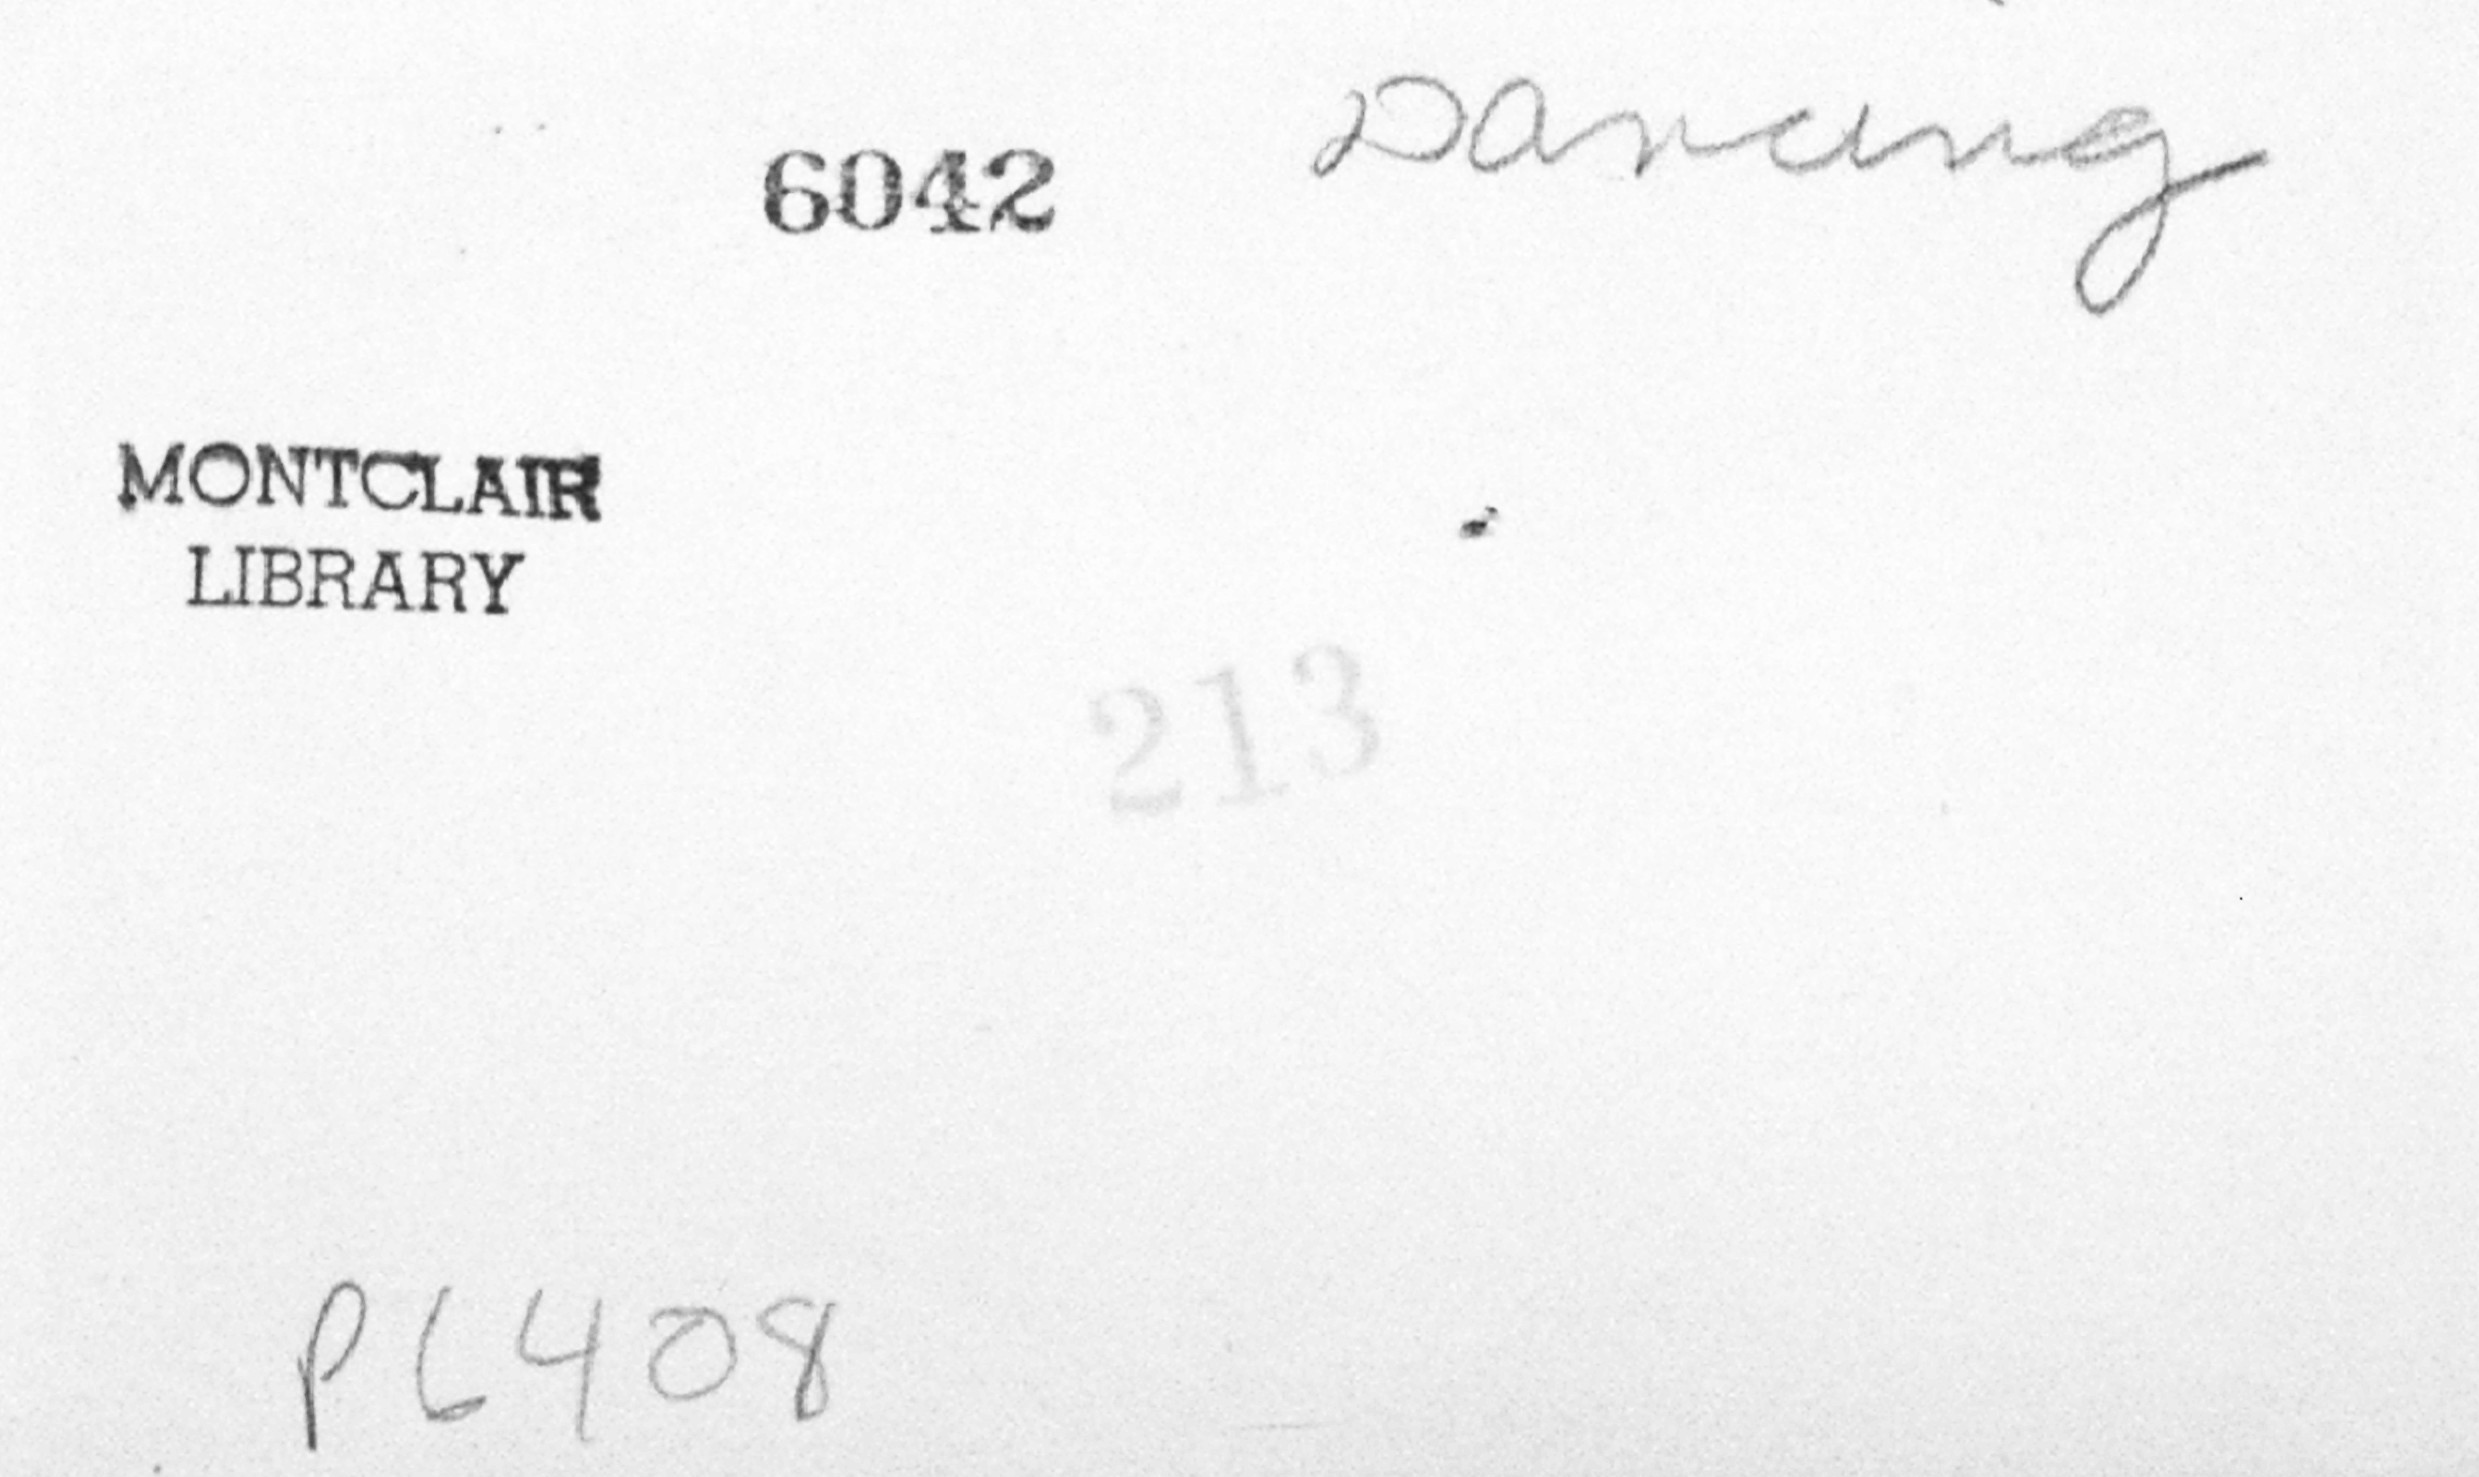 Dancing
6042
MONTCLAIR
LIBRARY
213
P6408